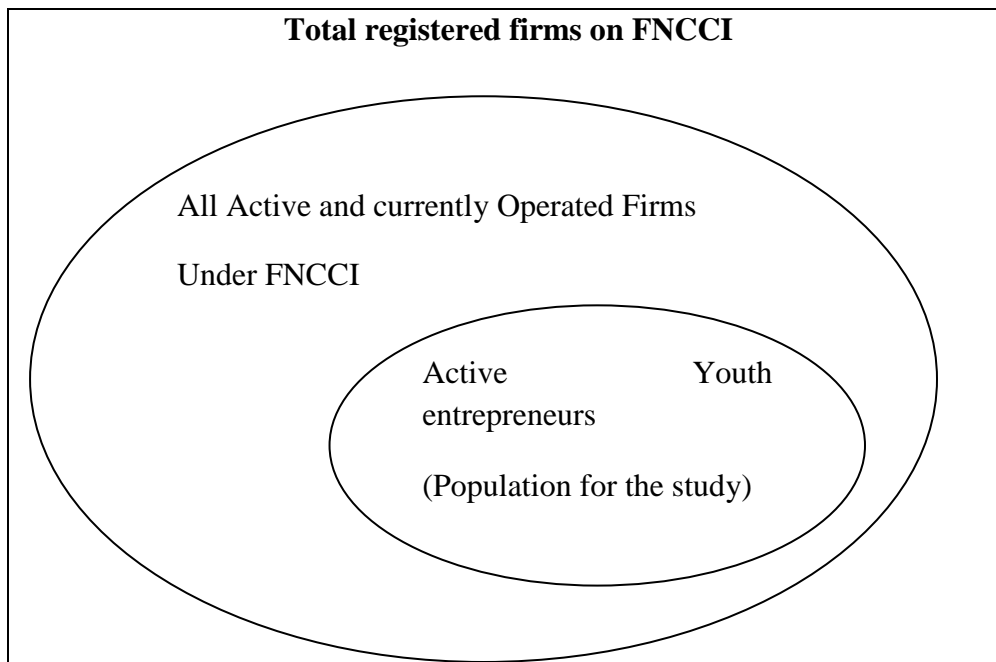 Total registered firms on FNCCI
All Active and currently Operated Firms
Under FNCCI
Active Youth
entrepreneurs
(Population for the study)